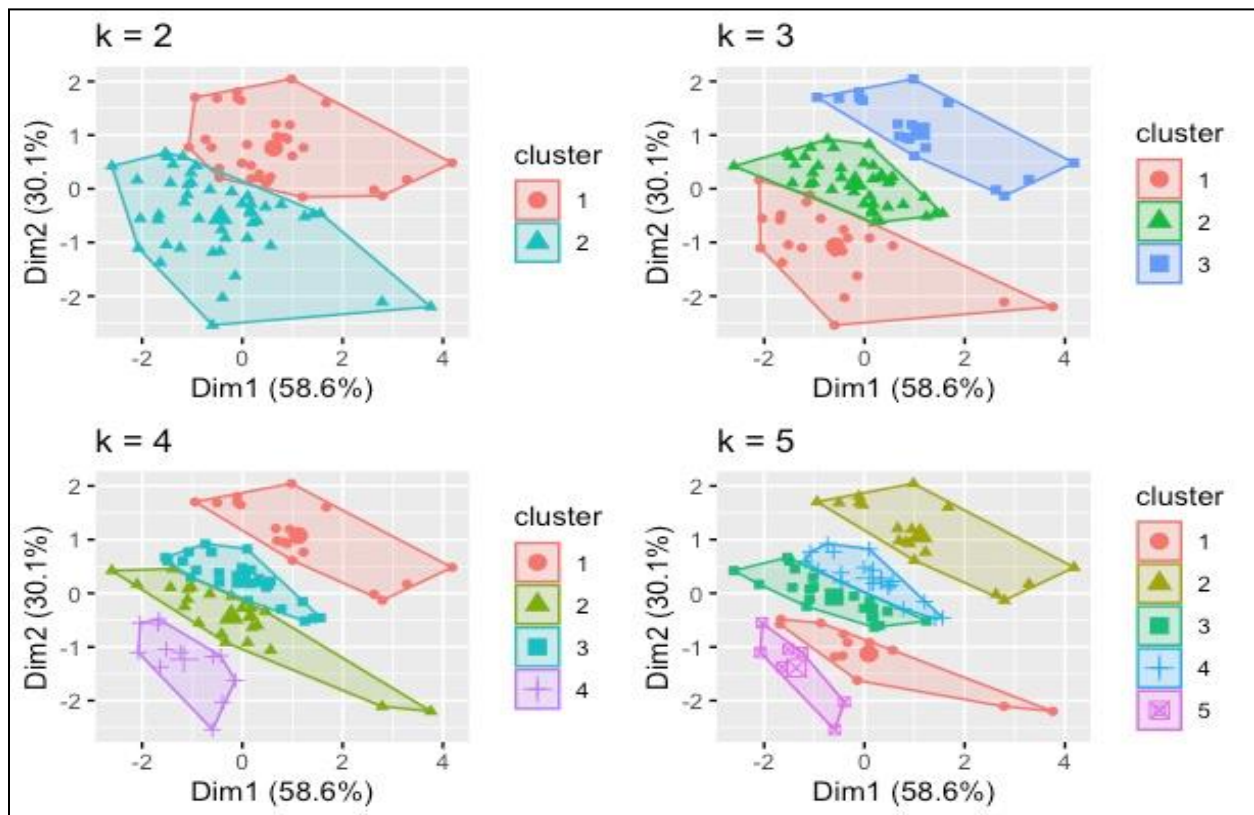 k = 2
2
1
0
-1
-2
Dim2 (30.1%)
-2 0 2 4
Dim1 (58.6%)
cluster
1
2
k = 3
2
1
0
-1
-2
Dim2 (30.1%)
-2 0 2 4
Dim1 (58.6%)
cluster
1
2
3
k = 4
2
1
0
-1
-2
Dim2 (30.1%)
-2 0 2 4
Dim1 (58.6%)
cluster
1
2
3
4
k = 5
2
1
0
-1
-2
Dim2 (30.1%)
-2 0 2 4
Dim1 (58.6%)
cluster
1
2
3
4
5